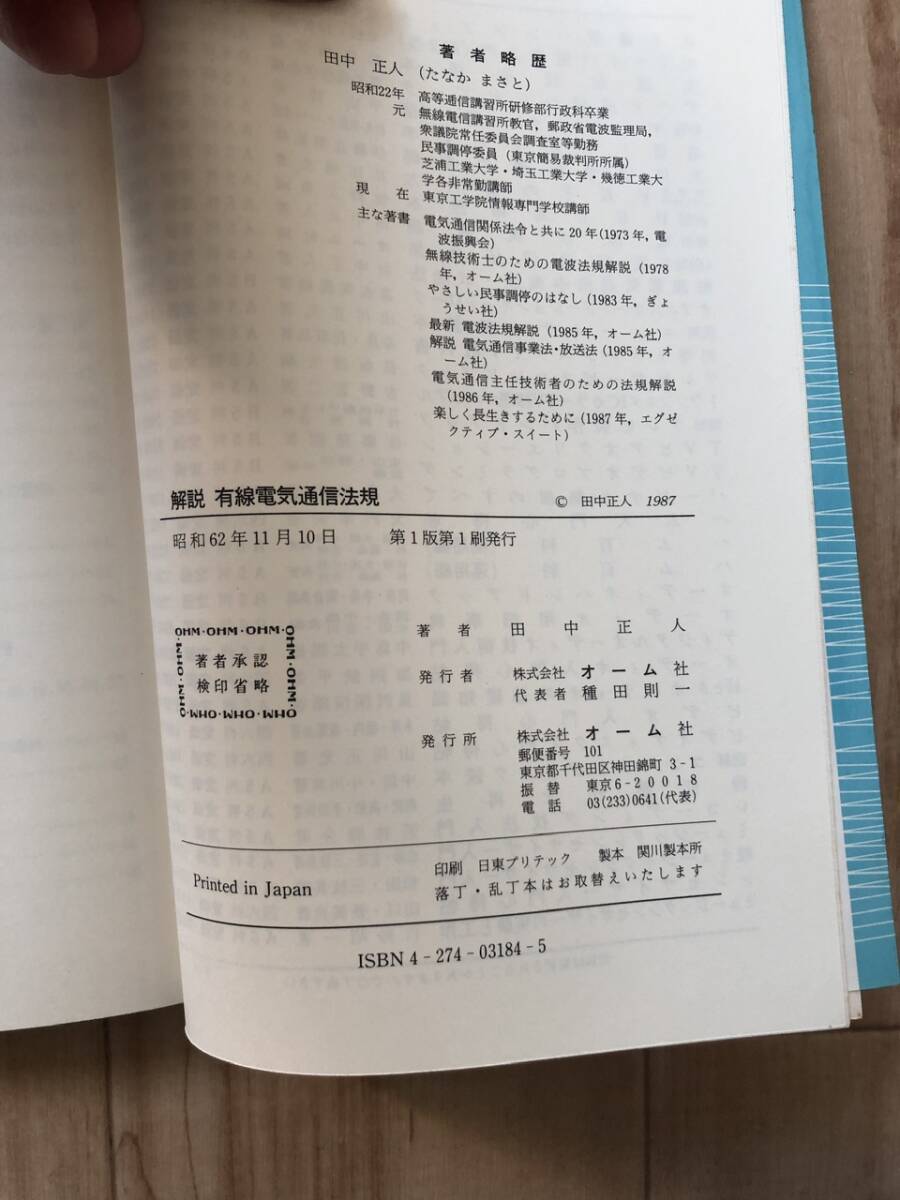 著者略歴
田中 正人 (たなか まさと)
昭和22年 高等逓信講習所研修部行政科卒業
元 無線電信講習所教官，郵政省電波監理局，
衆議院常任委員会調査室等勤務
民事調停委員 (東京簡易裁判所所属)
芝浦工業大学・埼玉工業大学・幾徳工業大
学各非常勤講師
現在 東京工学院情報専門学校講師
主な著書 電気通信関係法令と共に20年(1973年，電
波振興会)
無線技術士のための電波法規解説 (1978
年，オーム社)
やさしい民事調停のはなし (1983年，ぎょ
うせい社)
最新 電波法規解説 (1985年，オーム社)
解説 電気通信事業法・放送法 (1985年，オ
ーム社)
電気通信主任技術者のための法規解説
(1986年，オーム社)
楽しく長生きするために (1987年，エグゼ
クティブ・スイート)
解説 有線電気通信法規
© 田中正人 1987
昭和62年11月10日 第1版第1刷発行
OHM・OHM・OHM・OHM・OHM・OHM・OHM・OHM・OHM
著者承認
検印省略
著者 田中正人
発行者 株式会社 オーム社
代表者 種田則一
発行所 株式会社 オーム社
郵便番号 101
東京都千代田区神田錦町 3-1
振替 東京6-20018
電話 03(233)0641(代表)
Printed in Japan
印刷 日東プリテック 製本 関川製本所
落丁・乱丁本はお取替えいたします
ISBN 4-274-03184-5